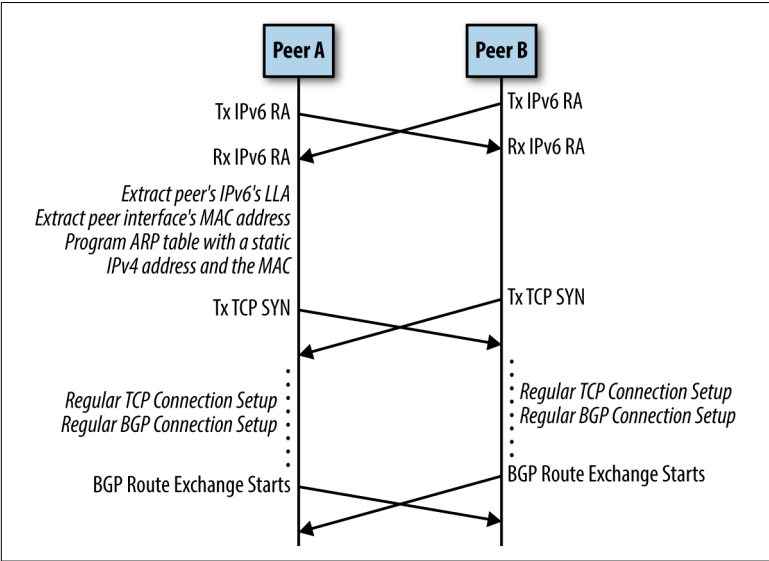 Peer A
Peer B
Tx IPv6 RA
Tx IPv6 RA
Rx IPv6 RA
Rx IPv6 RA
Extract peer's IPv6's LLA
Extract peer interface's MAC address
Program ARP table with a static
IPv4 address and the MAC
Tx TCP SYN
Tx TCP SYN
Regular TCP Connection Setup
Regular BGP Connection Setup
Regular TCP Connection Setup
Regular BGP Connection Setup
BGP Route Exchange Starts
BGP Route Exchange Starts